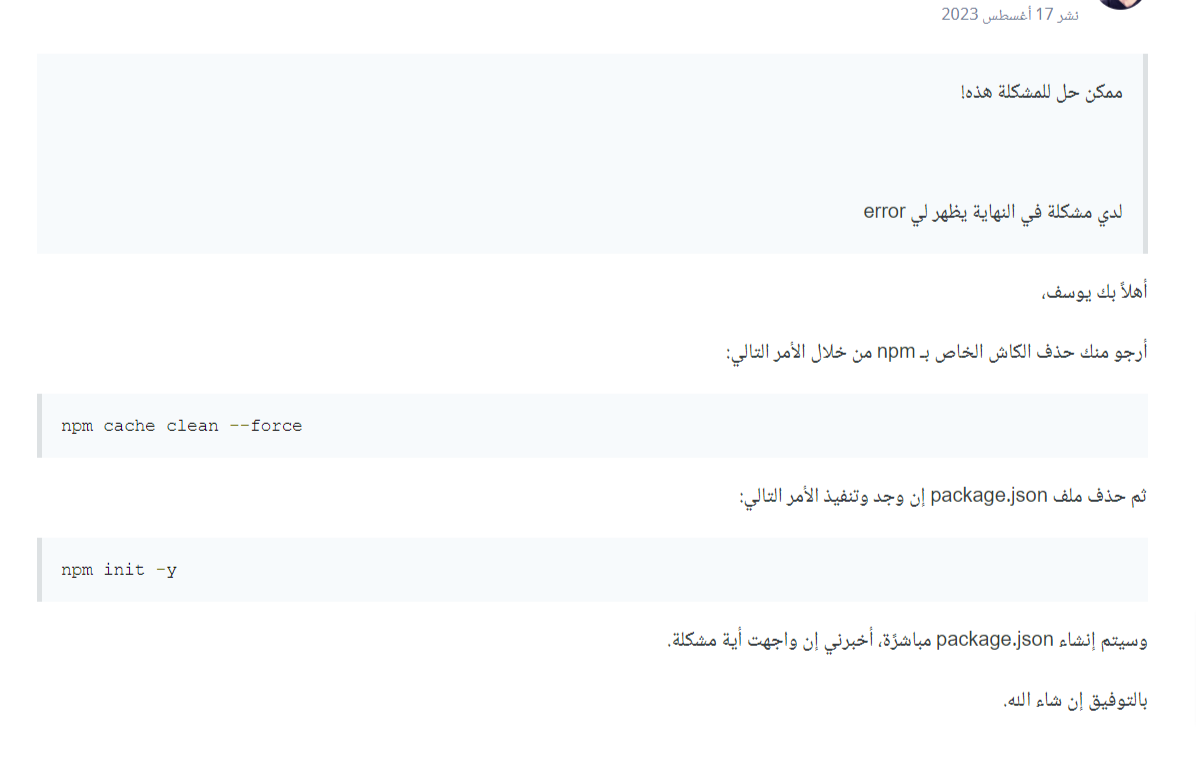 نشر 17 أغسطس 2023
ممكن حل للمشكلة هذه!
لدي مشكلة في النهاية يظهر لي error
أهلاً بك يوسف،
أرجو منك حذف الكاش الخاص بـ npm من خلال الأمر التالي:
npm cache clean --force
ثم حذف ملف package.json إن وجد وتنفيذ الأمر التالي:
npm init -y
وسيتم إنشاء package.json مباشرًة، أخبرني إن واجهت أية مشكلة.
بالتوفيق إن شاء الله.